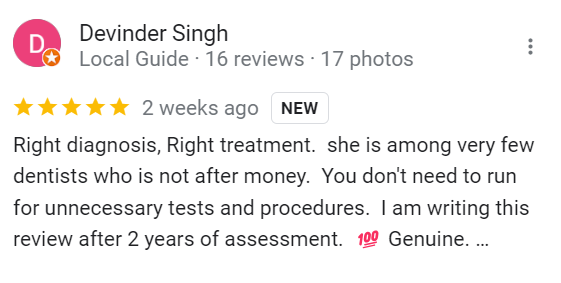 D
Devinder Singh
Local Guide · 16 reviews · 17 photos
2 weeks ago NEW
Right diagnosis, Right treatment.  she is among very few
dentists who is not after money.  You don't need to run
for unnecessary tests and procedures.  I am writing this
review after 2 years of assessment.  💯 Genuine. ...